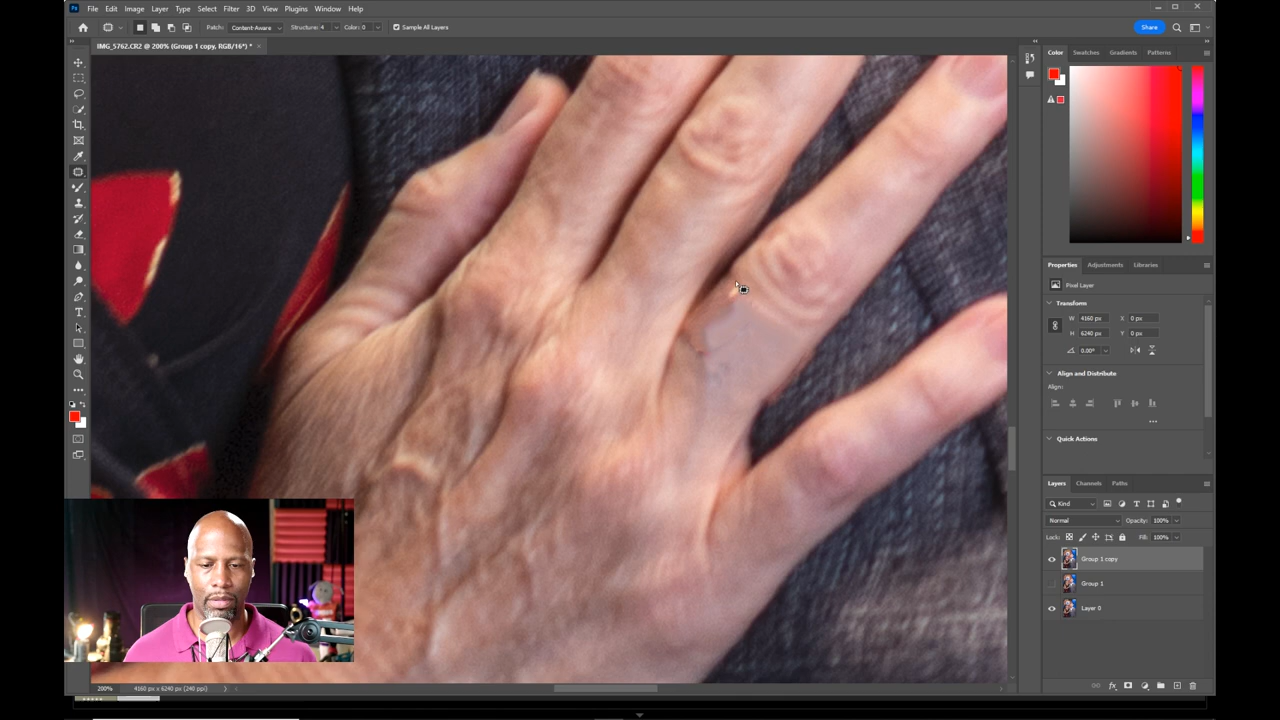 Ps File Edit Image Layer Type Select Filter 3D View Plugins Window Help
Patch: Content-Aware Structure: 4 Color: 0 Sample All Layers Share
IMG_5762.CR2 @ 200% (Group 1 copy, RGB/16*) * ×
Color Swatches Gradients Patterns
Properties Adjustments Libraries
Pixel Layer
Transform
W 4160 px X 0 px
H 6240 px Y 0 px
0.00°
Align and Distribute
Align:
Quick Actions
Layers Channels Paths
Kind
Normal Opacity: 100%
Lock: Fill: 100%
Group 1 copy
Group 1
Layer 0
200% 4160 px x 6240 px (240 ppi)